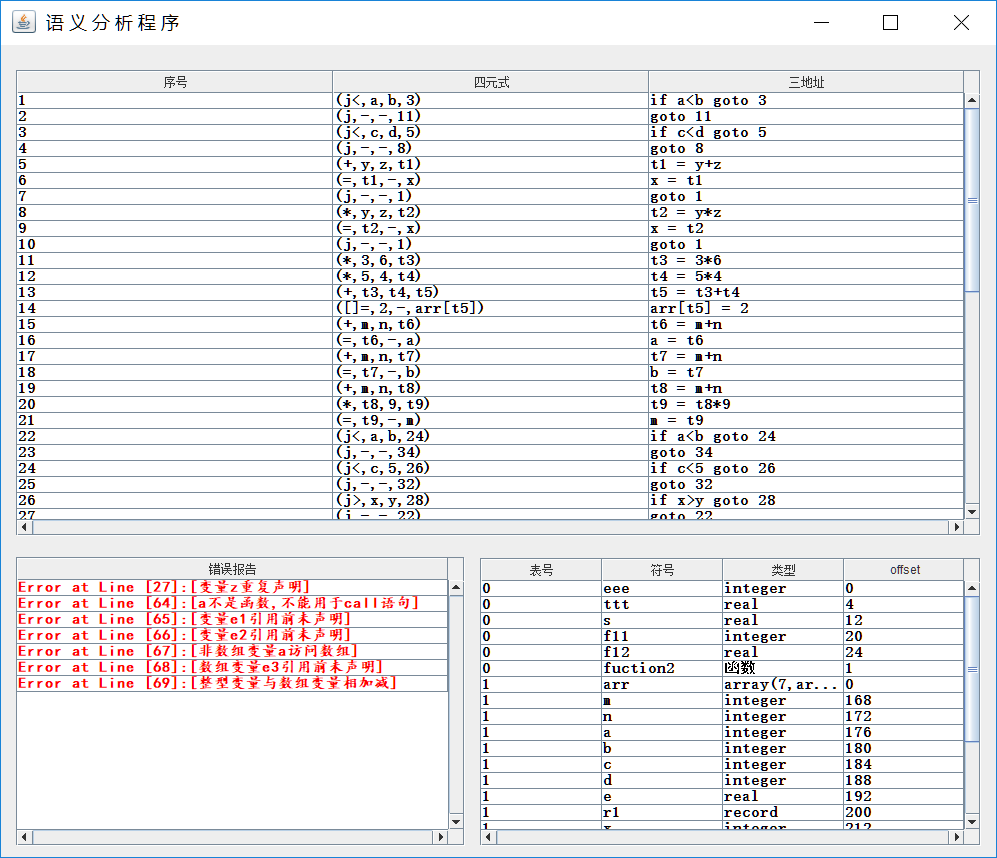 语义分析程序
序号 四元式 三地址
1 (j<,a,b,3) if a<b goto 3
2 (j,-,-,11) goto 11
3 (j<,c,d,5) if c<d goto 5
4 (j,-,-,8) goto 8
5 (+,y,z,t1) t1 = y+z
6 (=,t1,-,x) x = t1
7 (j,-,-,1) goto 1
8 (*,y,z,t2) t2 = y*z
9 (=,t2,-,x) x = t2
10 (j,-,-,1) goto 1
11 (*,3,6,t3) t3 = 3*6
12 (*,5,4,t4) t4 = 5*4
13 (+,t3,t4,t5) t5 = t3+t4
14 ([]=,2,-,arr[t5]) arr[t5] = 2
15 (+,m,n,t6) t6 = m+n
16 (=,t6,-,a) a = t6
17 (+,m,n,t7) t7 = m+n
18 (=,t7,-,b) b = t7
19 (+,m,n,t8) t8 = m+n
20 (*,t8,9,t9) t9 = t8*9
21 (=,t9,-,m) m = t9
22 (j<,a,b,24) if a<b goto 24
23 (j,-,-,34) goto 34
24 (j<,c,5,26) if c<5 goto 26
25 (j,-,-,32) goto 32
26 (j>,x,y,28) if x>y goto 28
27 (j,-,-,22) goto 22
错误报告
Error at Line [27]:[变量z重复声明]
Error at Line [64]:[a不是函数,不能用于call语句]
Error at Line [65]:[变量e1引用前未声明]
Error at Line [66]:[变量e2引用前未声明]
Error at Line [67]:[非数组变量a访问数组]
Error at Line [68]:[数组变量e3引用前未声明]
Error at Line [69]:[整型变量与数组变量相加减]
表号 符号 类型 offset
0 eee integer 0
0 ttt real 4
0 s real 12
0 f11 integer 20
0 f12 real 24
0 fuction2 函数 1
1 arr array(7,ar... 0
1 m integer 168
1 n integer 172
1 a integer 176
1 b integer 180
1 c integer 184
1 d integer 188
1 e real 192
1 r1 record 200
1 x integer 212